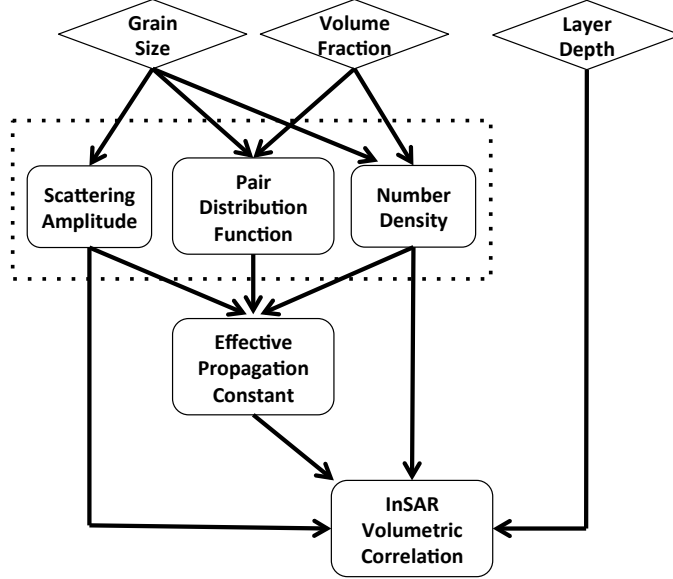 Grain
Size
Volume
Fraction
Layer
Depth
Scattering
Amplitude
Pair
Distribution
Function
Number
Density
Effective
Propagation
Constant
InSAR
Volumetric
Correlation